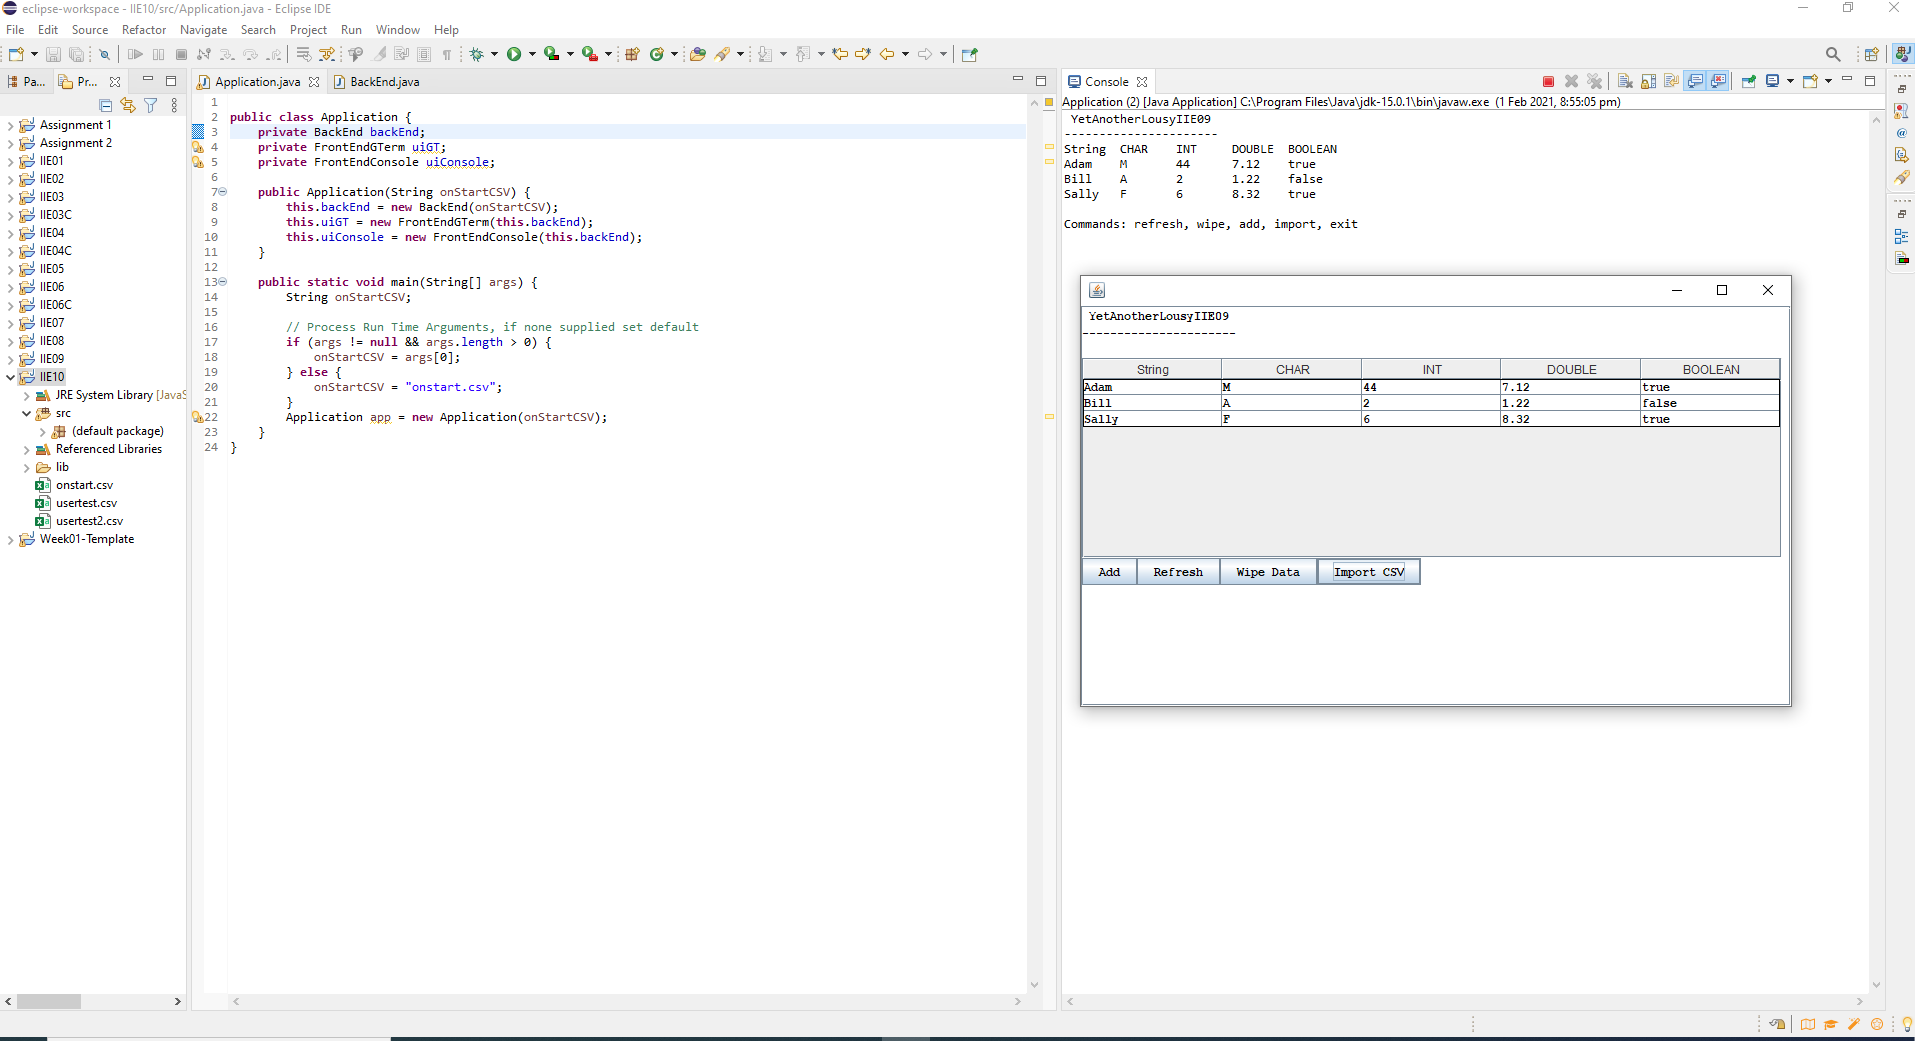 eclipse-workspace - IIE10/src/Application.java - Eclipse IDE
File Edit Source Refactor Navigate Search Project Run Window Help
Pa... Pr...
Assignment 1
Assignment 2
IIE01
IIE02
IIE03
IIE03C
IIE04
IIE04C
IIE05
IIE06
IIE06C
IIE07
IIE08
IIE09
IIE10
JRE System Library [JavaS
src
(default package)
Referenced Libraries
lib
onstart.csv
usertest.csv
usertest2.csv
Week01-Template
Application.java BackEnd.java
1
2 public class Application {
3 private BackEnd backEnd;
4 private FrontEndGTerm uiGT;
5 private FrontEndConsole uiConsole;
6
7 public Application(String onStartCSV) {
8 this.backEnd = new BackEnd(onStartCSV);
9 this.uiGT = new FrontEndGTerm(this.backEnd);
10 this.uiConsole = new FrontEndConsole(this.backEnd);
11 }
12
13 public static void main(String[] args) {
14 String onStartCSV;
15
16 // Process Run Time Arguments, if none supplied set default
17 if (args != null && args.length > 0) {
18 onStartCSV = args[0];
19 } else {
20 onStartCSV = "onstart.csv";
21 }
22 Application app = new Application(onStartCSV);
23 }
24 }
Console
Application (2) [Java Application] C:\Program Files\Java\jdk-15.0.1\bin\javaw.exe (1 Feb 2021, 8:55:05 pm)
YetAnotherLousyIIE09
----------------------
String CHAR INT DOUBLE BOOLEAN
Adam M 44 7.12 true
Bill A 2 1.22 false
Sally F 6 8.32 true
Commands: refresh, wipe, add, import, exit
YetAnotherLousyIIE09
----------------------
String CHAR INT DOUBLE BOOLEAN
Adam M 44 7.12 true
Bill A 2 1.22 false
Sally F 6 8.32 true
Add Refresh Wipe Data Import CSV